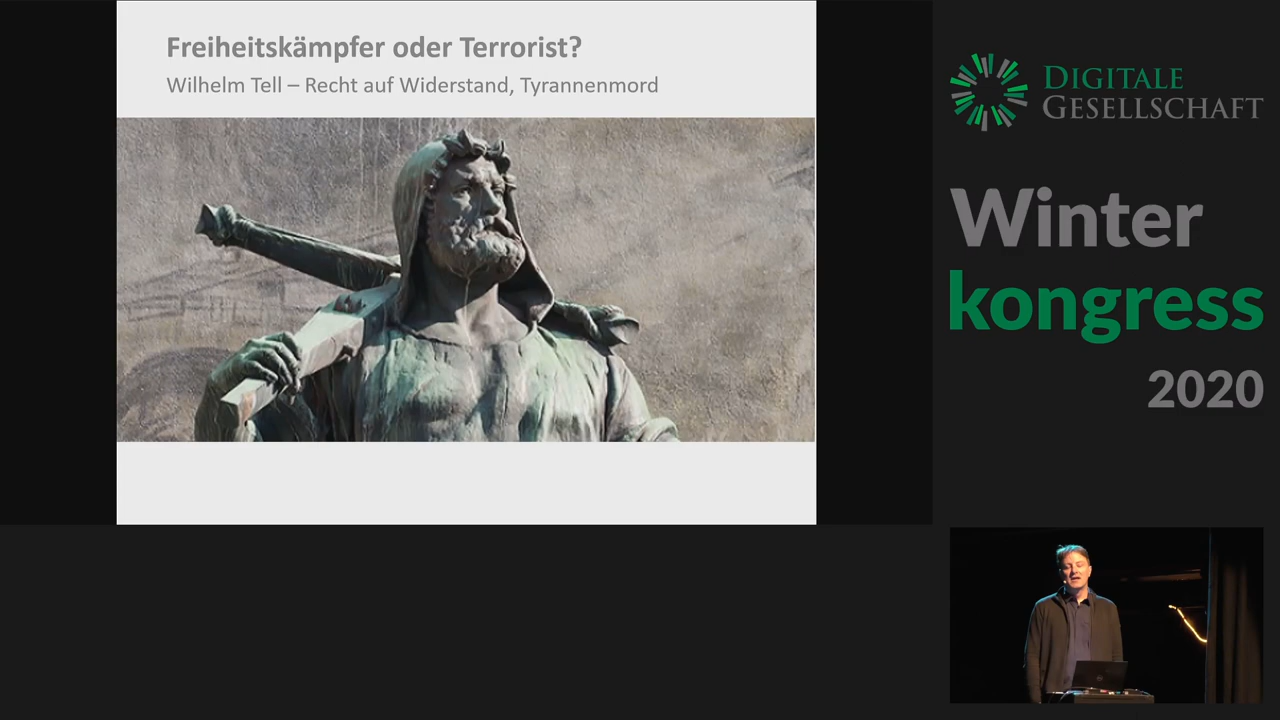 Freiheitskämpfer oder Terrorist?
Wilhelm Tell – Recht auf Widerstand, Tyrannenmord
DIGITALE
GESELLSCHAFT
Winter
kongress
2020